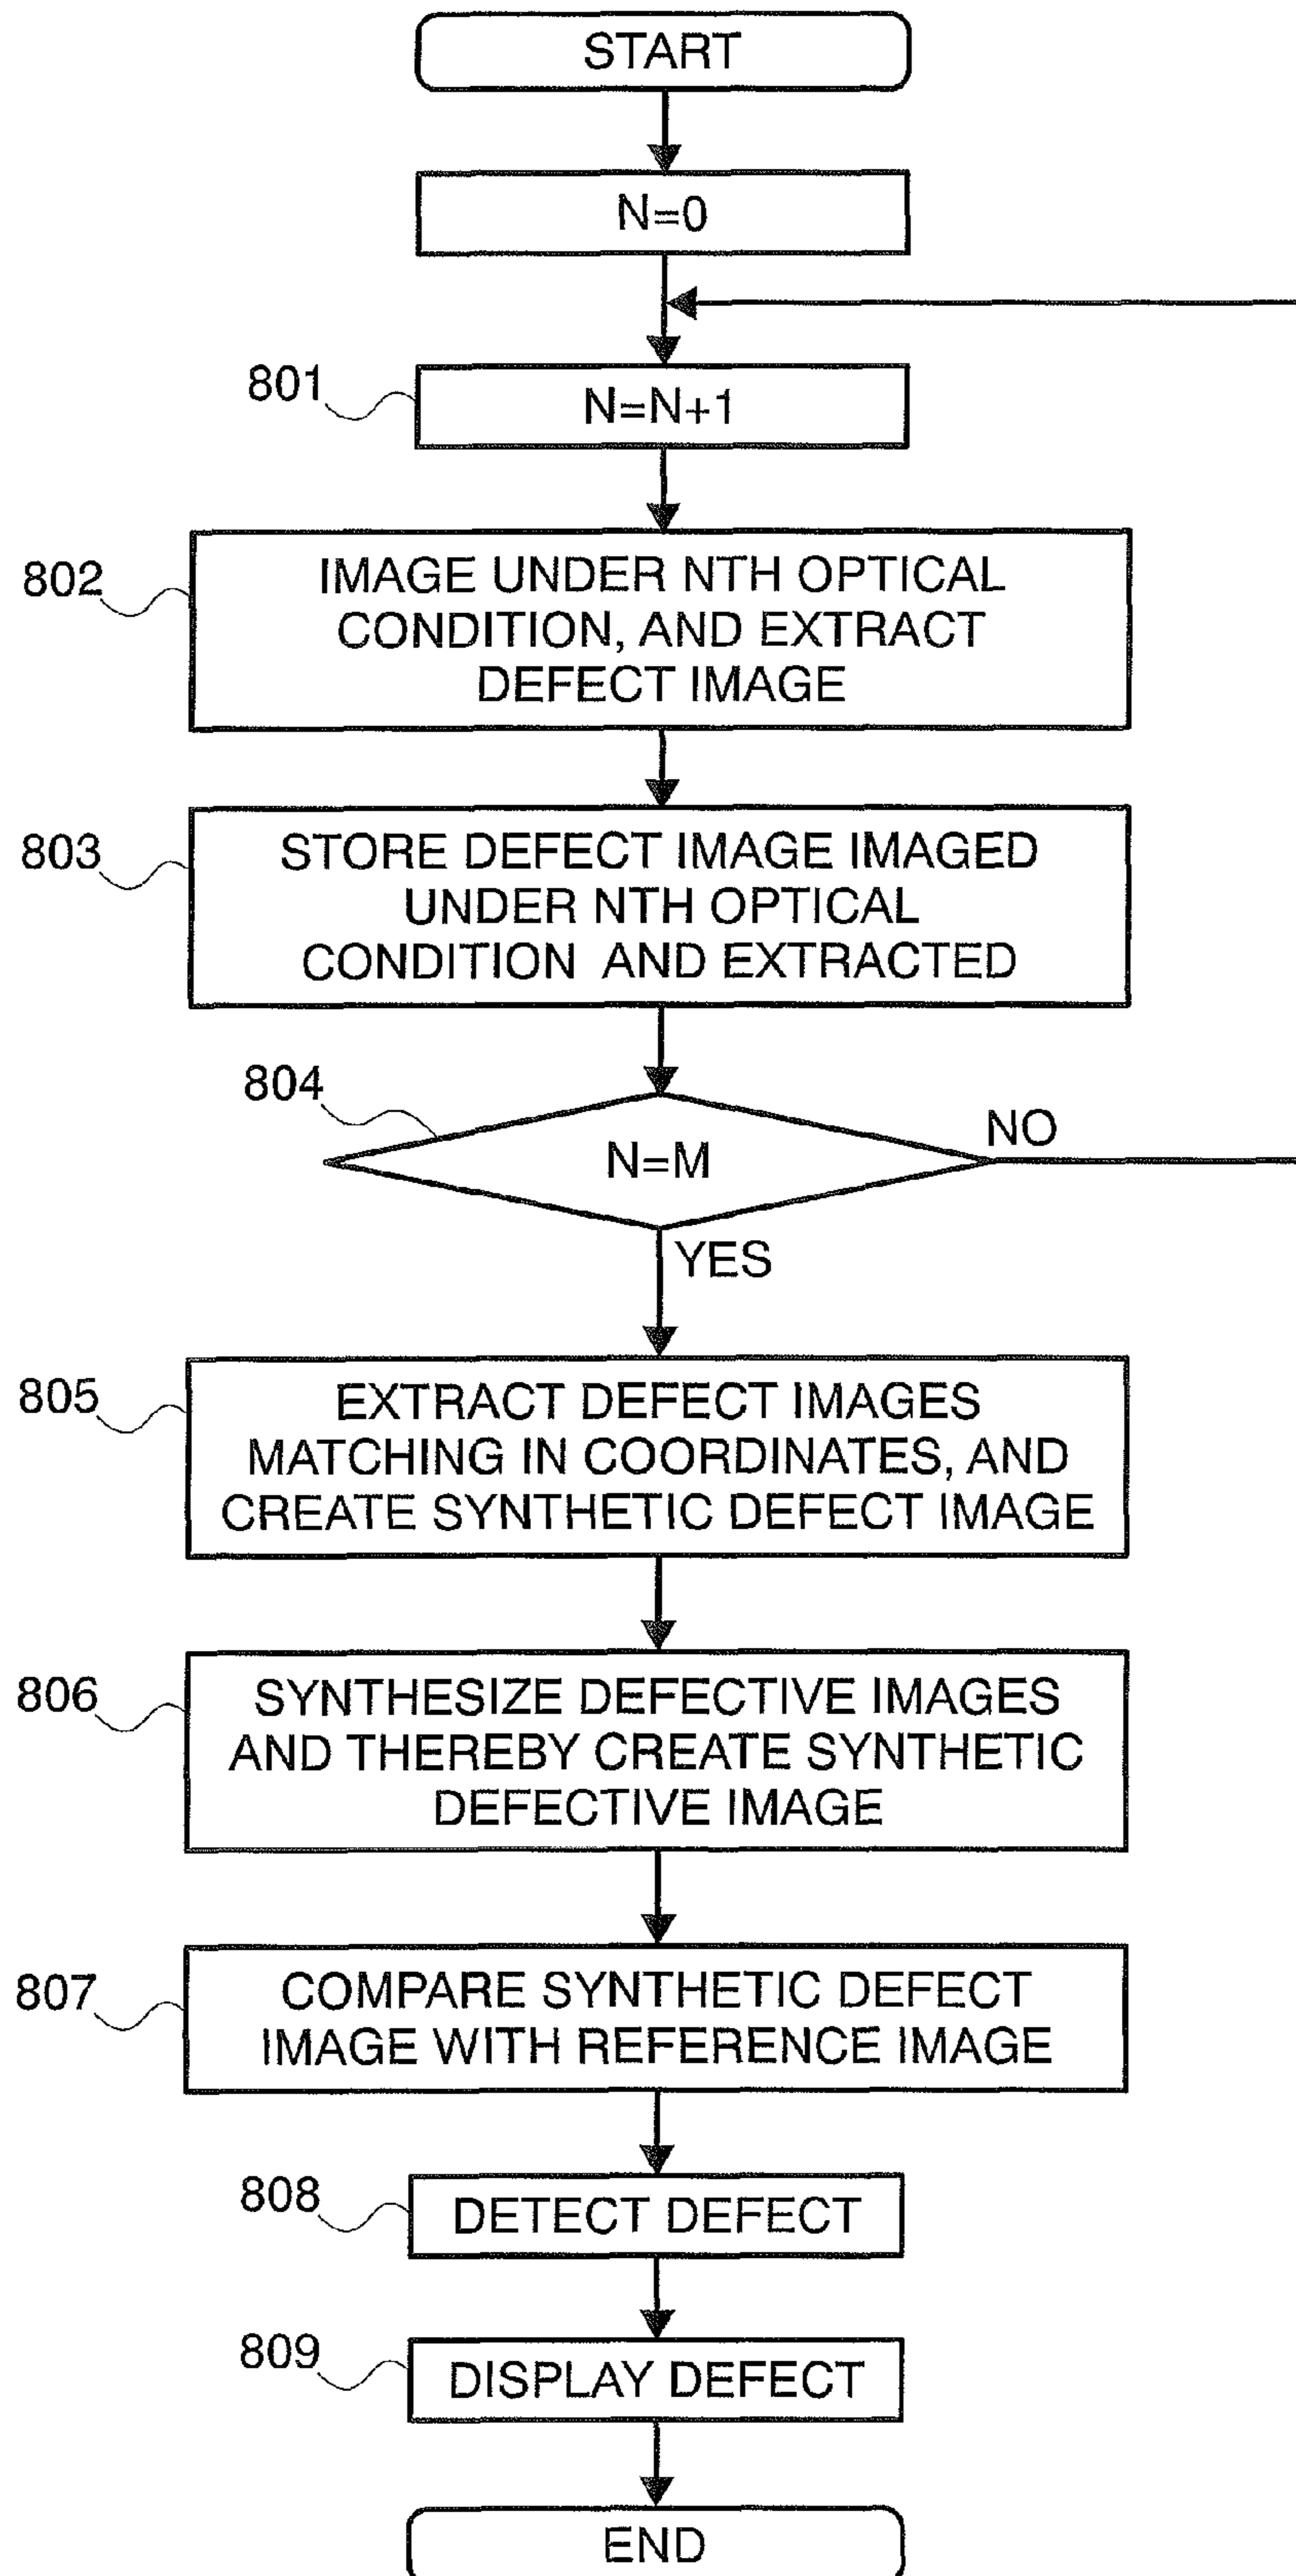 START
N=0
801
N=N+1
802
IMAGE UNDER NTH OPTICAL
CONDITION, AND EXTRACT
DEFECT IMAGE
803
STORE DEFECT IMAGE IMAGED
UNDER NTH OPTICAL
CONDITION AND EXTRACTED
804
N=M
NO
YES
805
EXTRACT DEFECT IMAGES
MATCHING IN COORDINATES, AND
CREATE SYNTHETIC DEFECT IMAGE
806
SYNTHESIZE DEFECTIVE IMAGES
AND THEREBY CREATE SYNTHETIC
DEFECTIVE IMAGE
807
COMPARE SYNTHETIC DEFECT
IMAGE WITH REFERENCE IMAGE
808
DETECT DEFECT
809
DISPLAY DEFECT
END